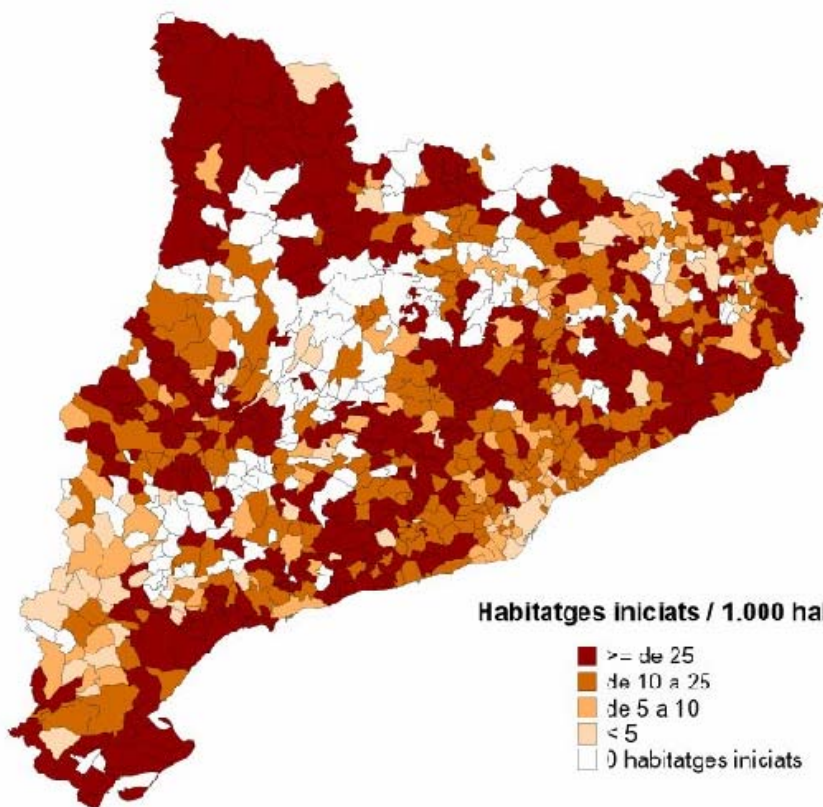 Habitatges iniciats / 1.000 ha
>= de 25
de 10 a 25
de 5 a 10
< 5
0 habitatges iniciats